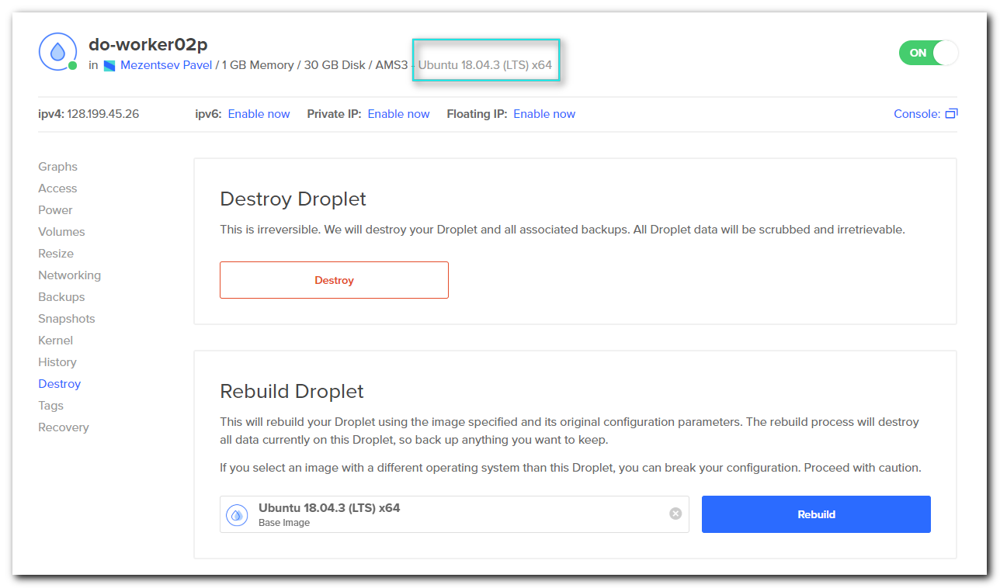 do-worker02p
in Mezentsev Pavel / 1 GB Memory / 30 GB Disk / AMS3 - Ubuntu 18.04.3 (LTS) x64
ON
ipv4: 128.199.45.26 ipv6: Enable now Private IP: Enable now Floating IP: Enable now Console:
Graphs
Access
Power
Volumes
Resize
Networking
Backups
Snapshots
Kernel
History
Destroy
Tags
Recovery
Destroy Droplet
This is irreversible. We will destroy your Droplet and all associated backups. All Droplet data will be scrubbed and irretrievable.
Destroy
Rebuild Droplet
This will rebuild your Droplet using the image specified and its original configuration parameters. The rebuild process will destroy
all data currently on this Droplet, so back up anything you want to keep.
If you select an image with a different operating system than this Droplet, you can break your configuration. Proceed with caution.
Ubuntu 18.04.3 (LTS) x64
Base Image
Rebuild